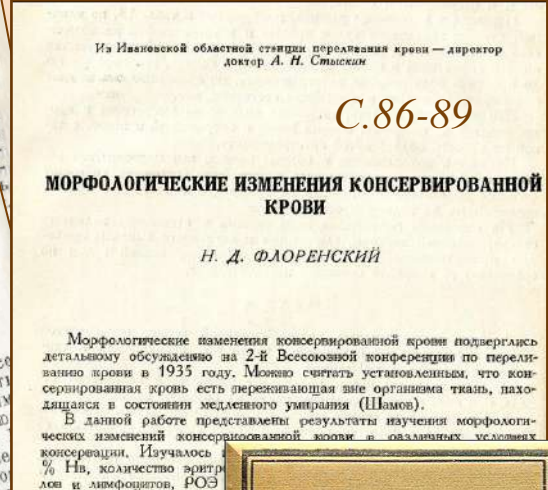 Из Ивановской областной станции переливания крови — директор
доктор А. Н. Стыскин
С.86-89
МОРФОЛОГИЧЕСКИЕ ИЗМЕНЕНИЯ КОНСЕРВИРОВАННОЙ
КРОВИ
Н. Д. ФЛОРЕНСКИЙ
Морфологические изменения консервированной крови подверглись
детальному обсуждению на 2-й Всесоюзной конференции по перели-
ванию крови в 1935 году. Можно считать установленным, что кон-
сервированная кровь есть переживающая вне организма ткань, нахо-
дящаяся в состоянии медленного умирания (Шамов).
В данной работе представлены результаты изучения морфологи-
ческих изменений консервированной крови в различных условиях
консервации. Изучалось
% Hb, количество
лов и лимфоцитов, РОЭ